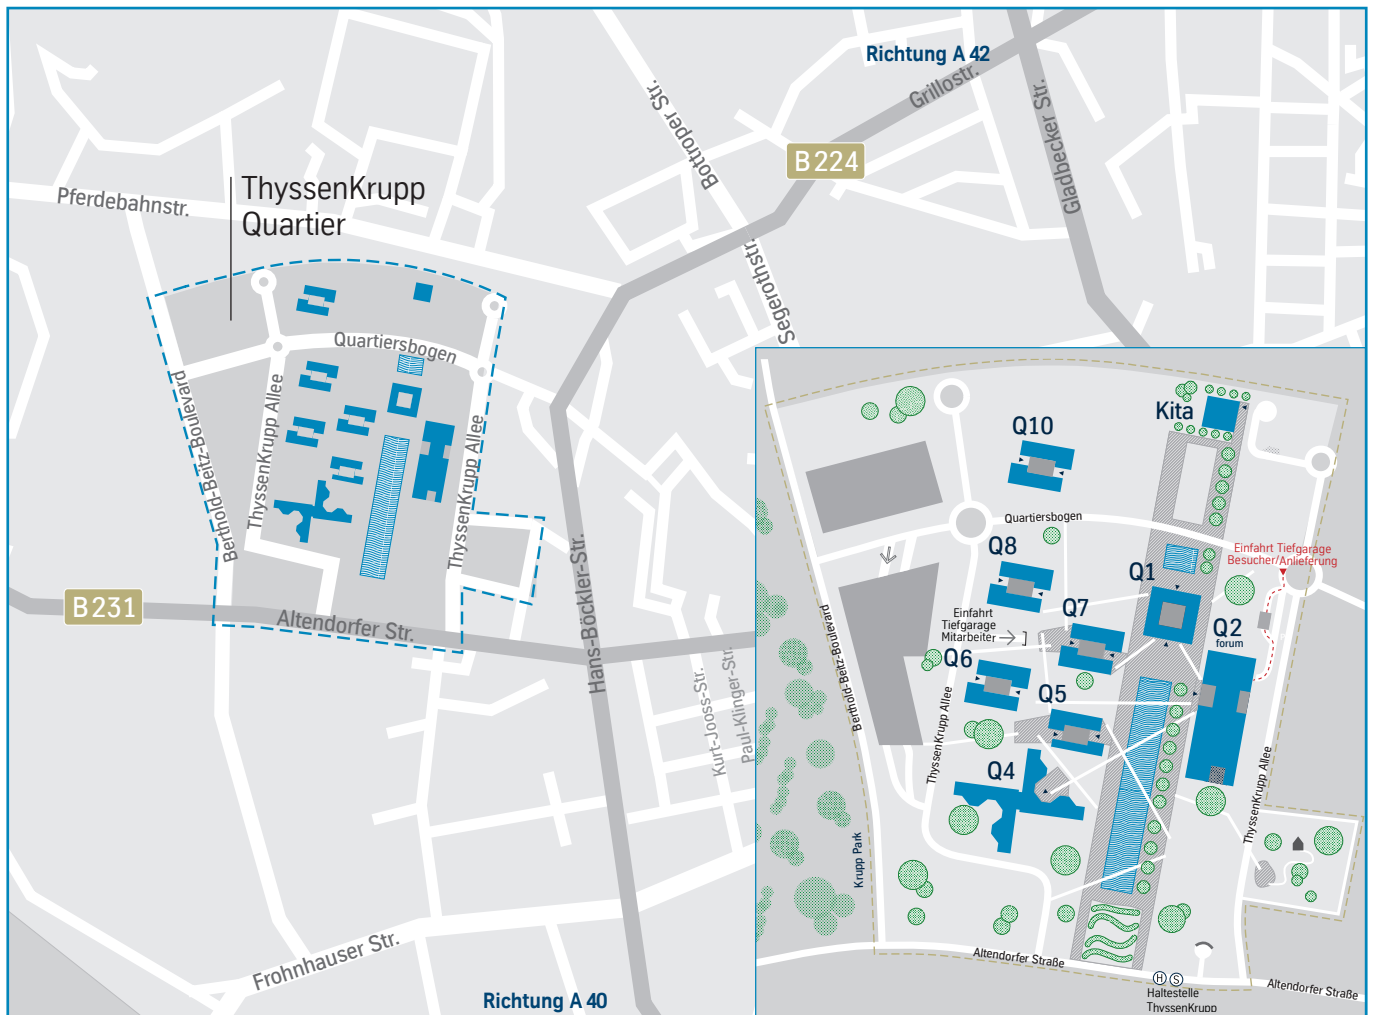 Richtung A 42
Grillostr.
Bottroper Str.
Gladbecker Str.
B 224
ThyssenKrupp
Quartier
Pferdebahnstr.
Segerothstr.
Quartiersbogen
Berthold-Beitz-Boulevard
ThyssenKrupp Allee
ThyssenKrupp Allee
B 231
Altendorfer Str.
Hans-Böckler-Str.
Kurt-Jooss-Str.
Paul-Klinger-Str.
Frohnhauser Str.
Richtung A 40
Kita
Q10
Quartiersbogen
Q8
Einfahrt Tiefgarage
Besucher/Anlieferung
Q1
Q7
Einfahrt
Tiefgarage
Mitarbeiter
Q2
forum
Q6
Q5
Berthold-Beitz-Boulevard
ThyssenKrupp Allee
Q4
ThyssenKrupp Allee
Krupp Park
Altendorfer Straße
H S
Haltestelle
ThyssenKrupp
Altendorfer Straße